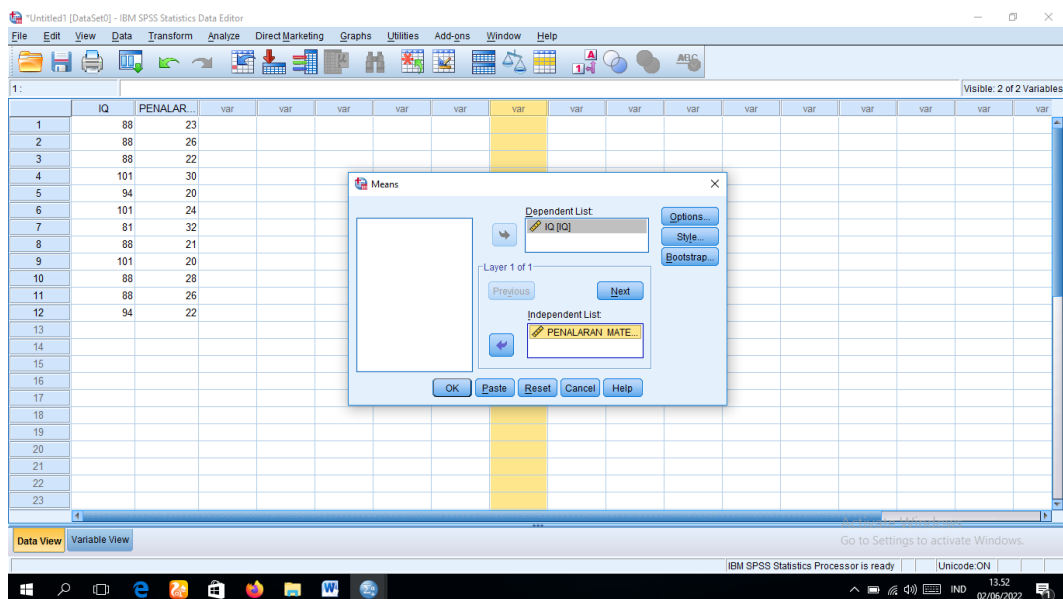 *Untitled1 [DataSet0] - IBM SPSS Statistics Data Editor
File Edit View Data Transform Analyze Direct Marketing Graphs Utilities Add-ons Window Help
1 :
Visible: 2 of 2 Variables
IQ PENALAR... var var var var var var var var var var var var var var var
1 88 23
2 88 26
3 88 22
4 101 30
5 94 20
6 101 24
7 81 32
8 88 21
9 101 20
10 88 28
11 88 26
12 94 22
13
14
15
16
17
18
19
20
21
22
23
Means
Dependent List:
IQ [IQ]
Options...
Style...
Bootstrap...
Layer 1 of 1
Previous Next
Independent List:
PENALARAN MATE...
OK Paste Reset Cancel Help
Activate Windows
Go to Settings to activate Windows.
Data View Variable View
IBM SPSS Statistics Processor is ready Unicode:ON
IND 13.52
02/06/2022